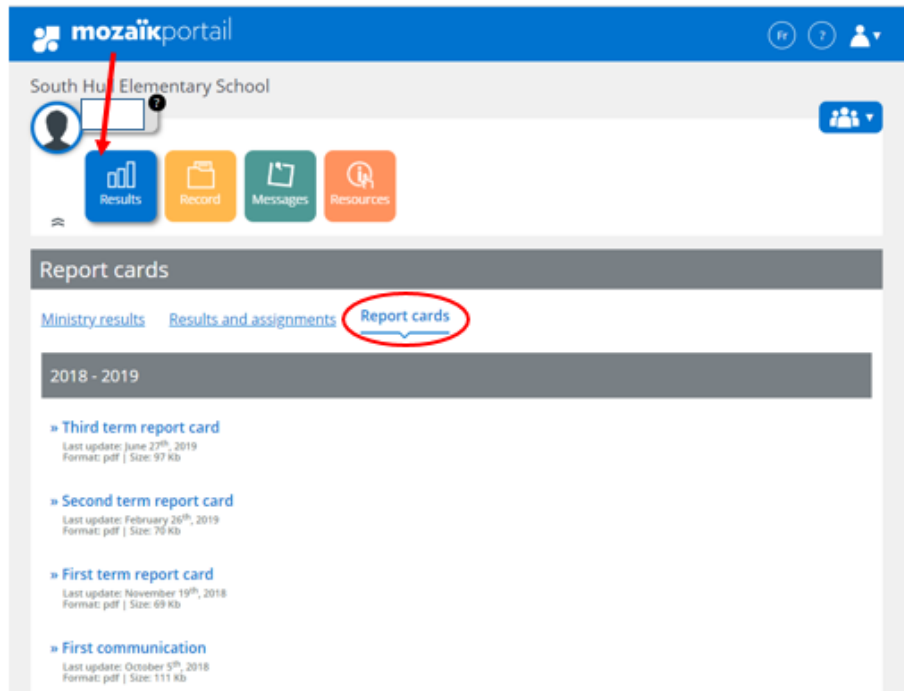 mozaïkportail
Fr ?
South Hull Elementary School
?
Results Record Messages Resources
Report cards
Ministry results Results and assignments Report cards
2018 - 2019
» Third term report card
Last update: June 27th, 2019
Format: pdf | Size: 97 Kb
» Second term report card
Last update: February 26th, 2019
Format: pdf | Size: 70 Kb
» First term report card
Last update: November 19th, 2018
Format: pdf | Size: 69 Kb
» First communication
Last update: October 5th, 2018
Format: pdf | Size: 111 Kb